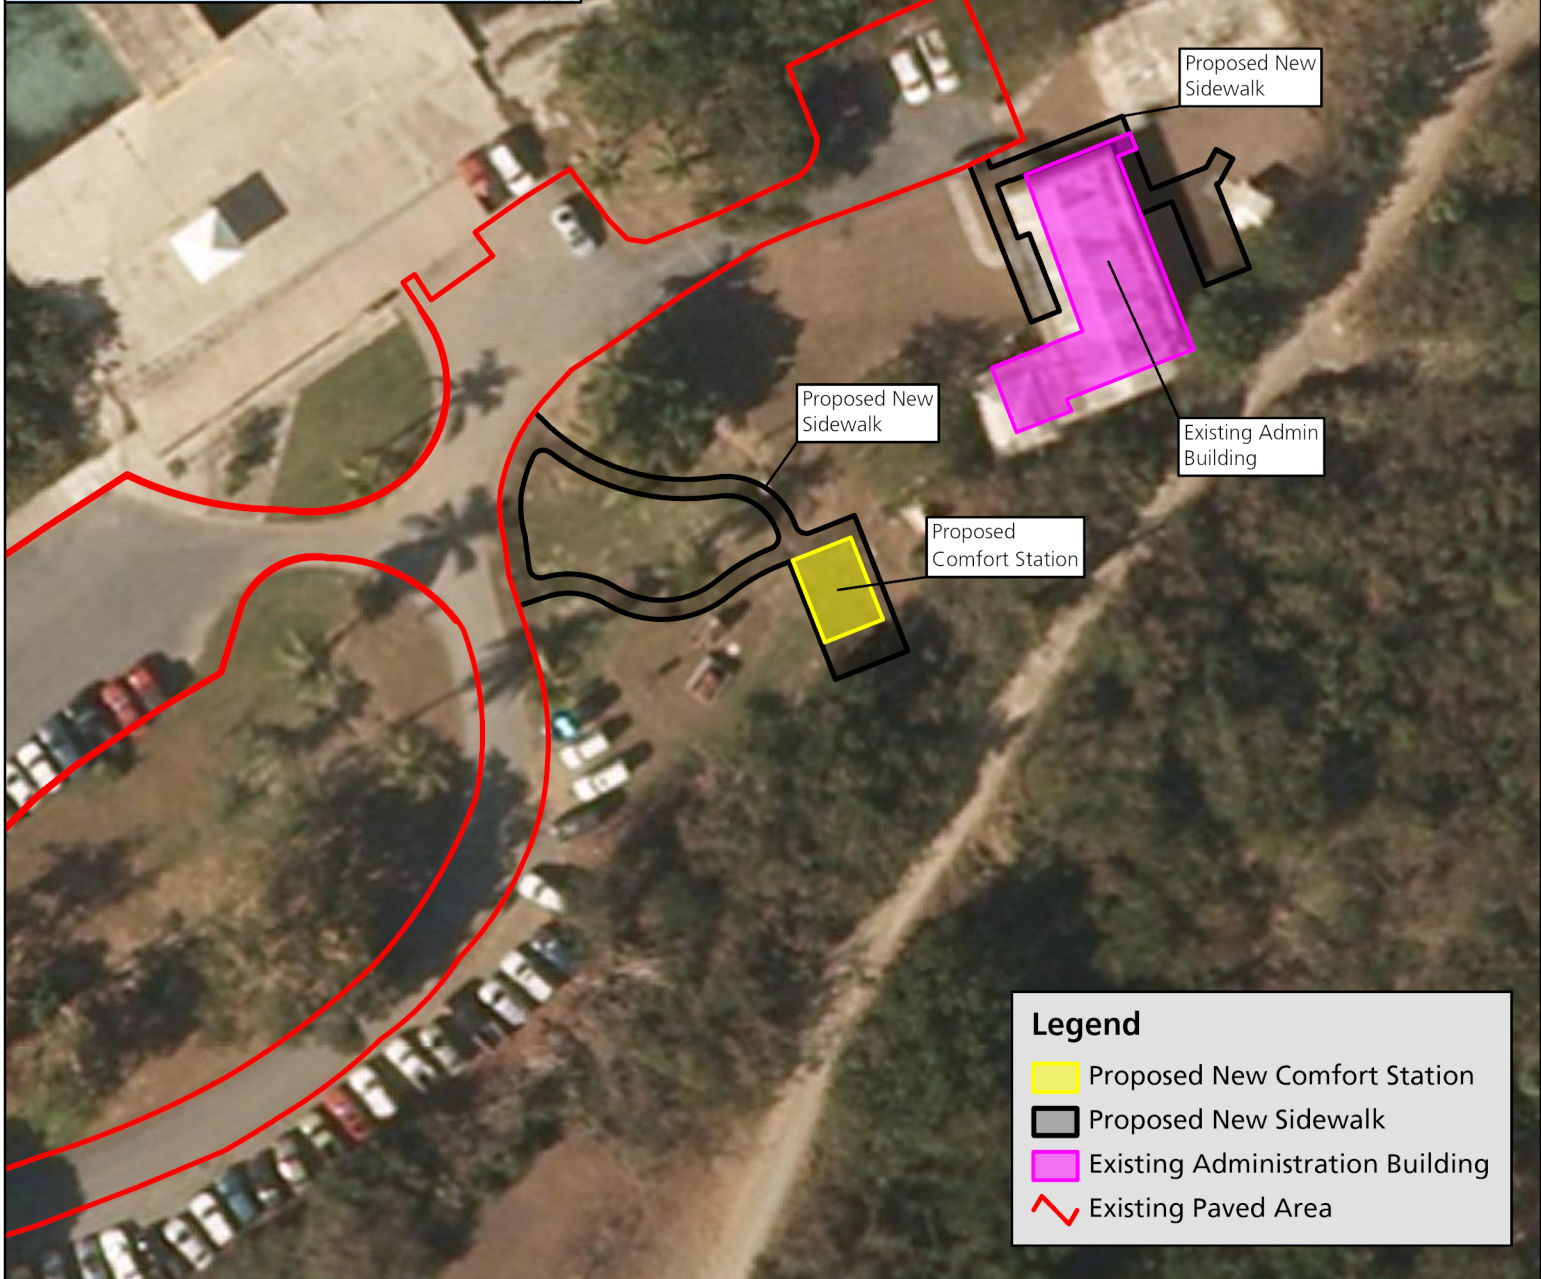 Proposed New
Sidewalk
Proposed New
Sidewalk
Existing Admin
Building
Proposed
Comfort Station
Legend
Proposed New Comfort Station
Proposed New Sidewalk
Existing Administration Building
Existing Paved Area